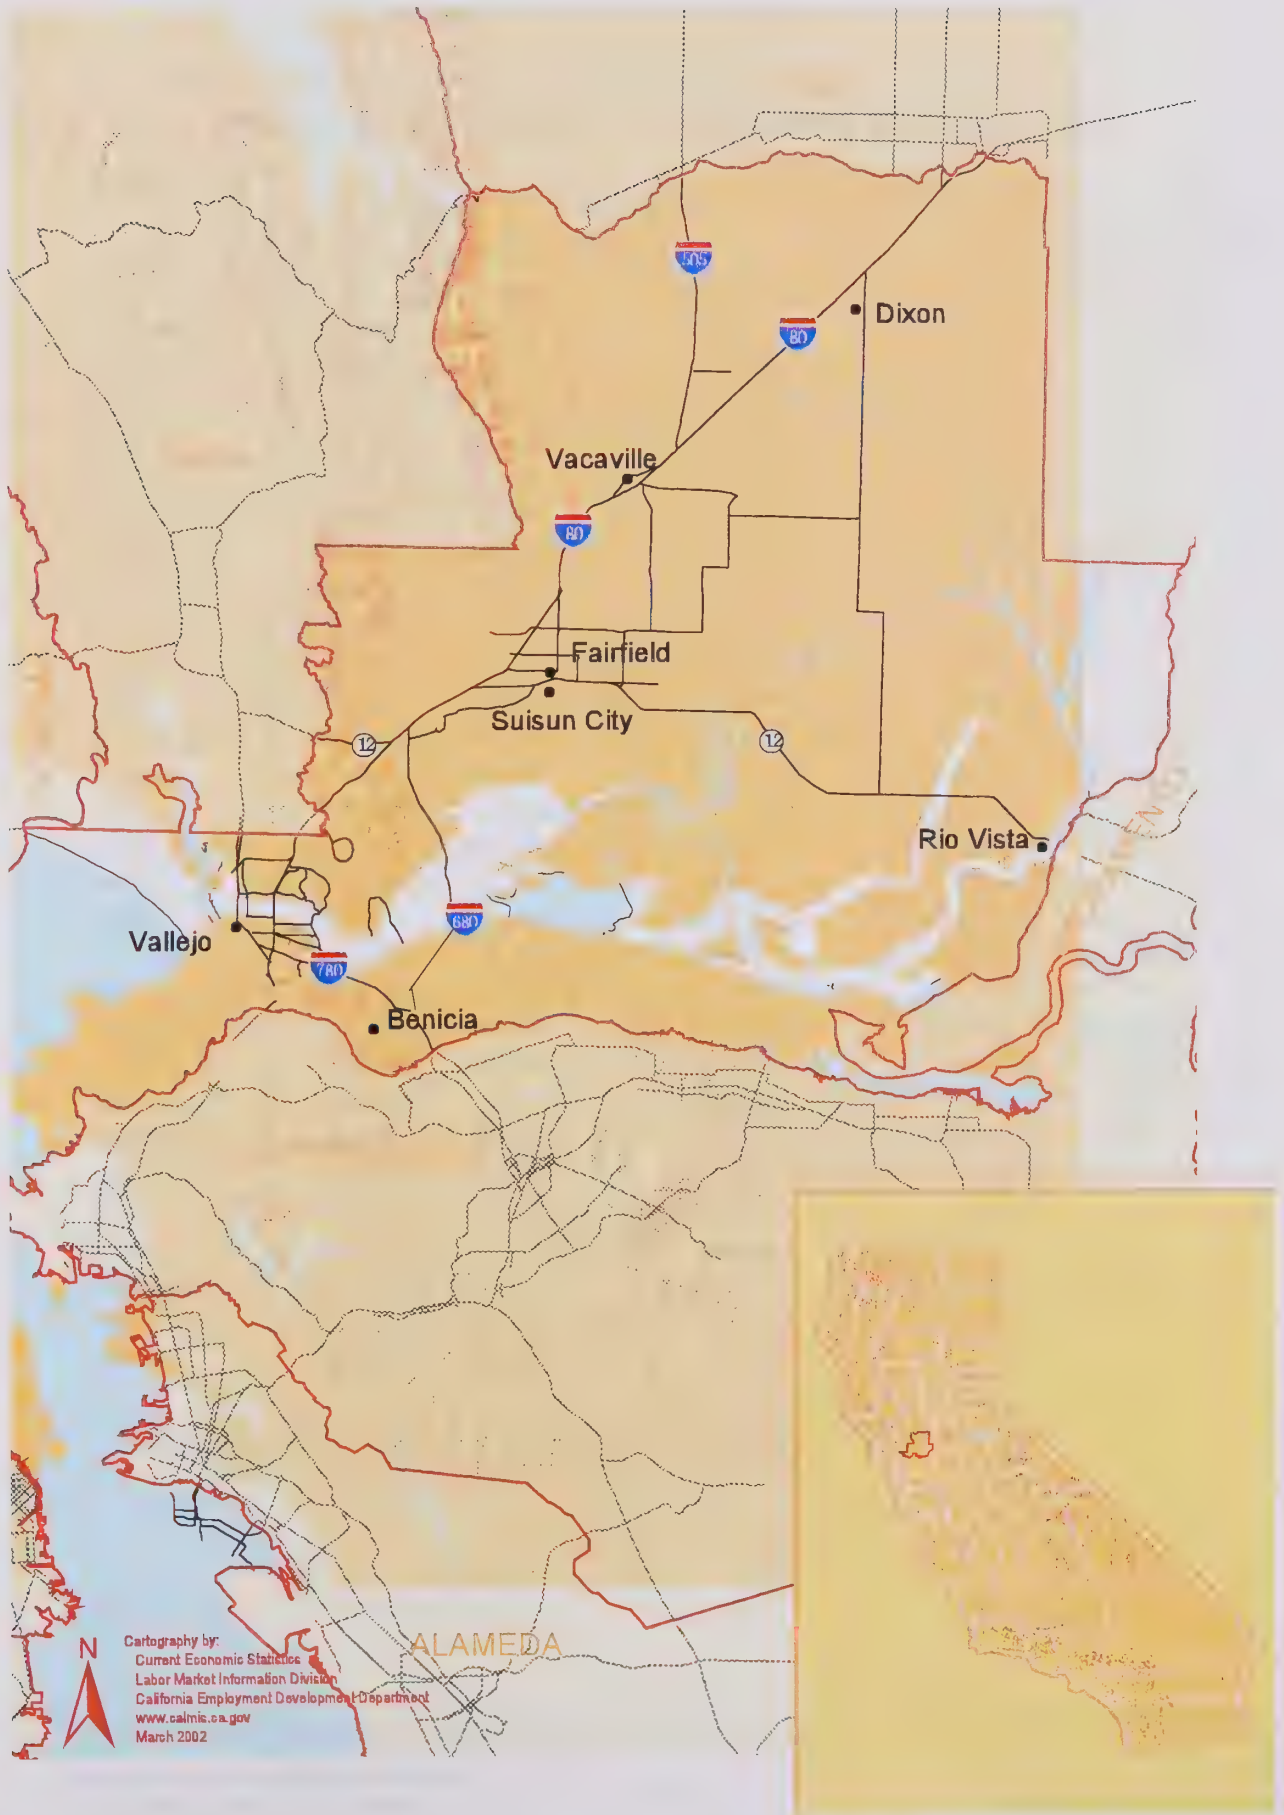 505
Dixon
80
Vacaville
80
Fairfield
Suisun City
12
12
Rio Vista
680
Vallejo
780
Benicia
EN
ALAMEDA
N
Cartography by:
Current Economic Statistics
Labor Market Information Division
California Employment Development Department
www.calmis.ca.gov
March 2002